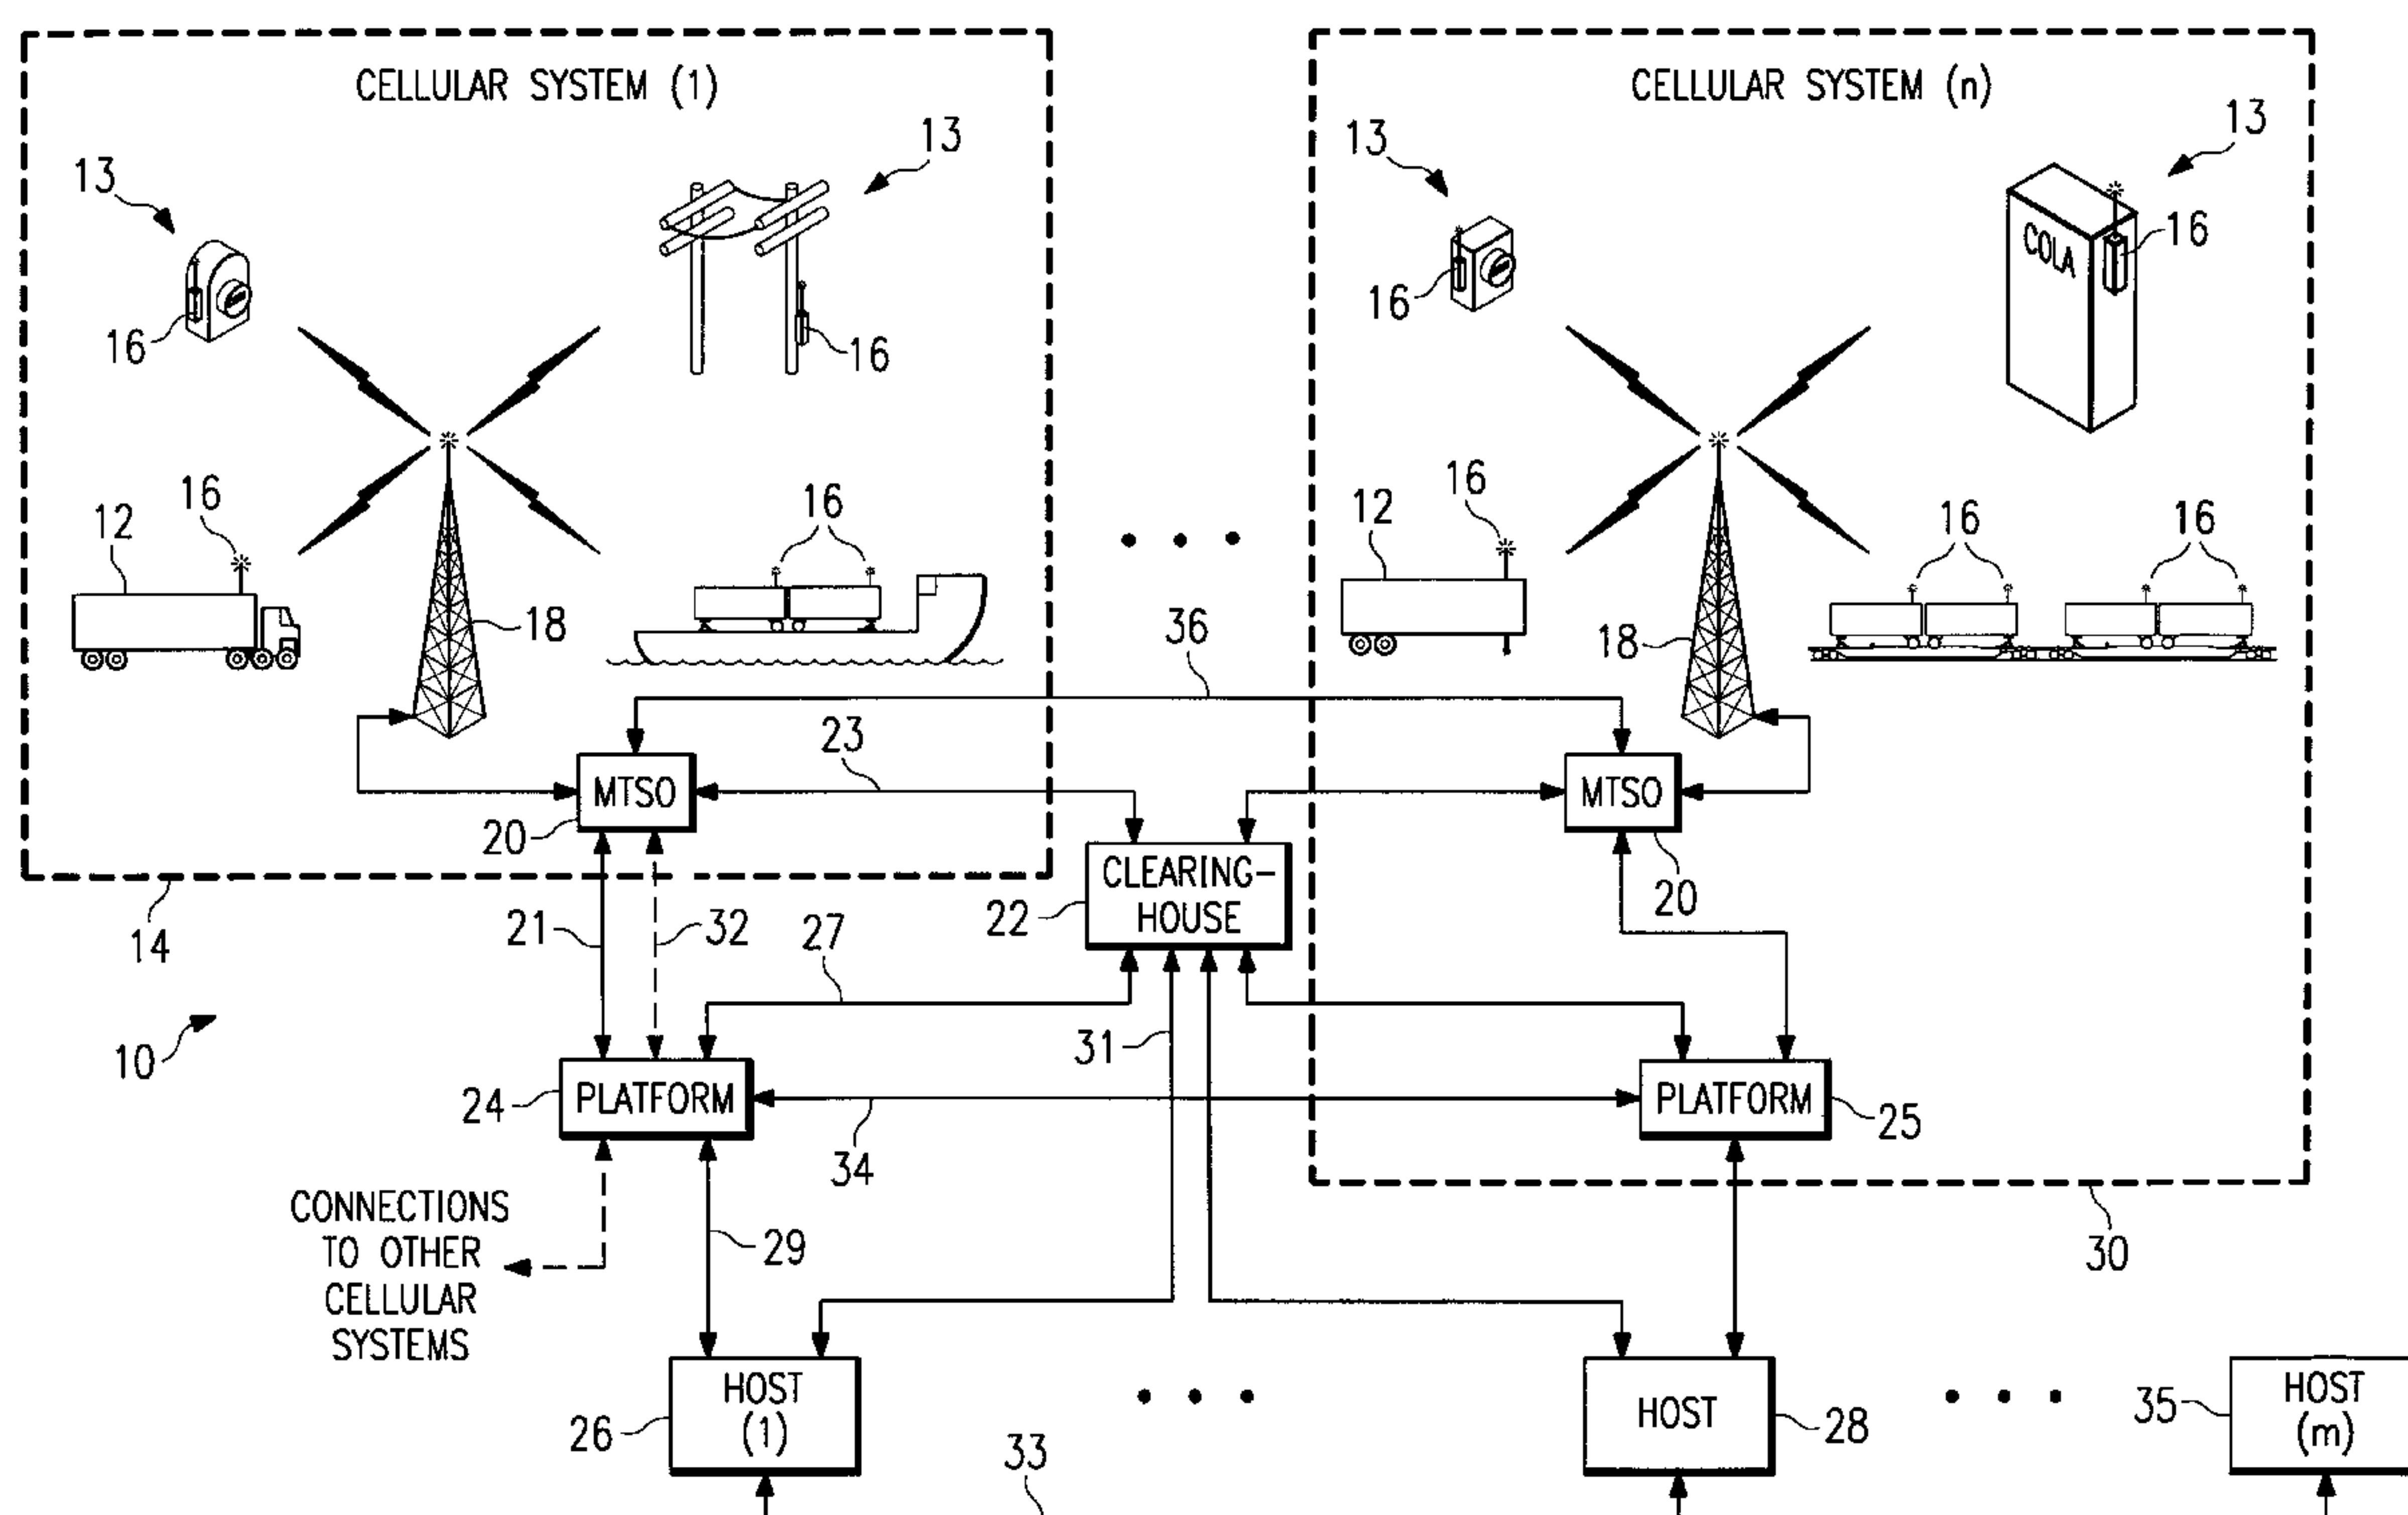 CELLULAR SYSTEM (1)
CELLULAR SYSTEM (n)
13
13
13
13
16
16
16
16
COLA
12
16
16
18
12
16
16
16
18
36
23
MTSO
20
MTSO
20
CLEARING-
HOUSE
22
14
21
32
27
10
31
PLATFORM
24
PLATFORM
25
34
CONNECTIONS
TO OTHER
CELLULAR
SYSTEMS
29
30
HOST
(1)
26
33
HOST
28
HOST
(m)
35